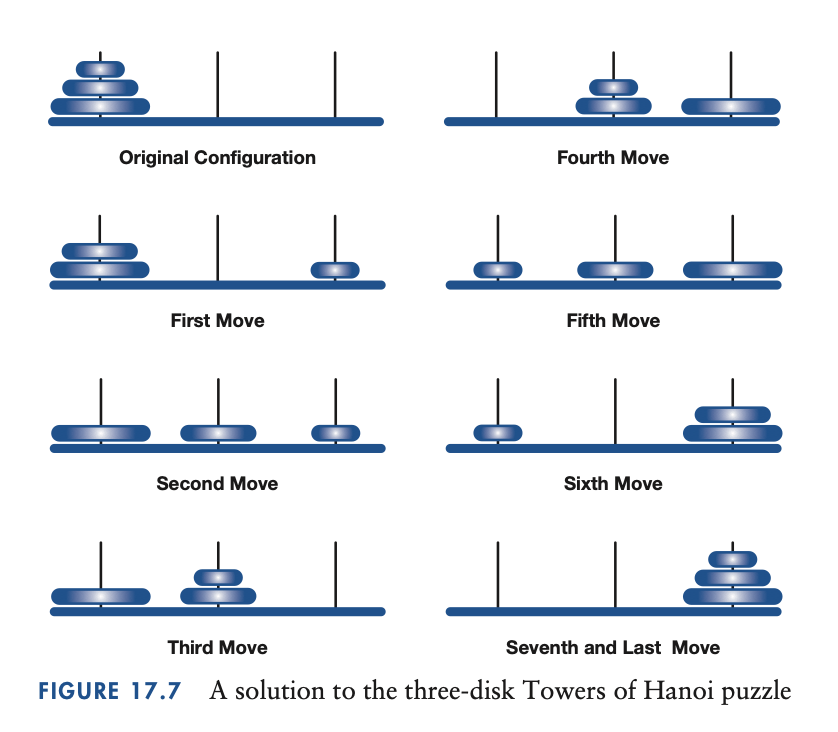 Original Configuration
Fourth Move
First Move
Fifth Move
Second Move
Sixth Move
Third Move
Seventh and Last Move
FIGURE 17.7 A solution to the three-disk Towers of Hanoi puzzle